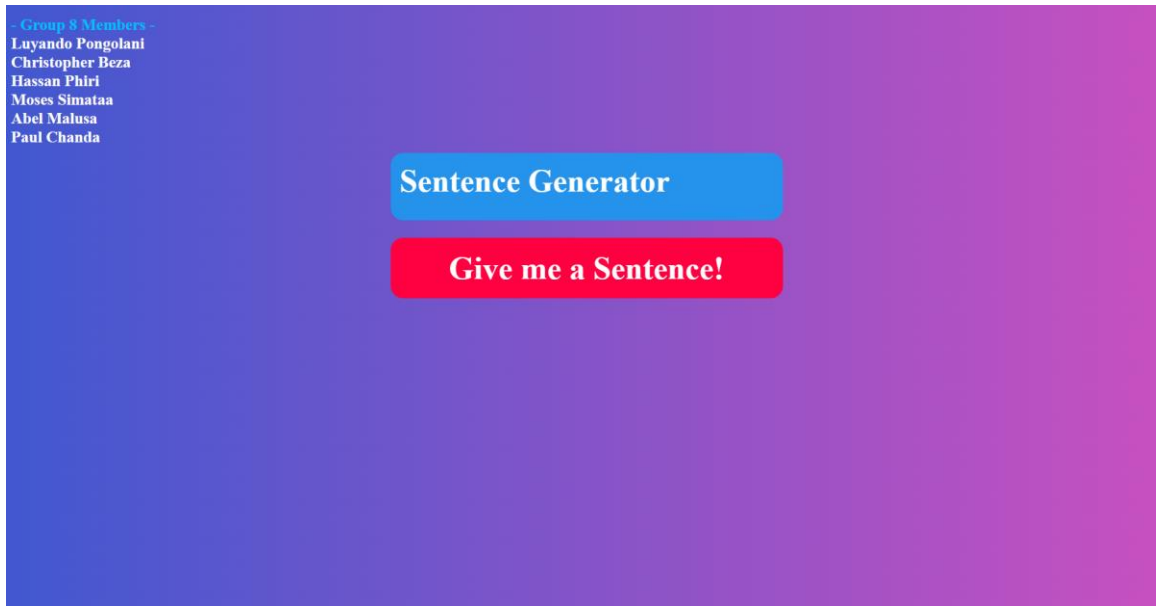 - Group 8 Members -
Luyando Pongolani
Christopher Beza
Hassan Phiri
Moses Simataa
Abel Malusa
Paul Chanda
Sentence Generator
Give me a Sentence!